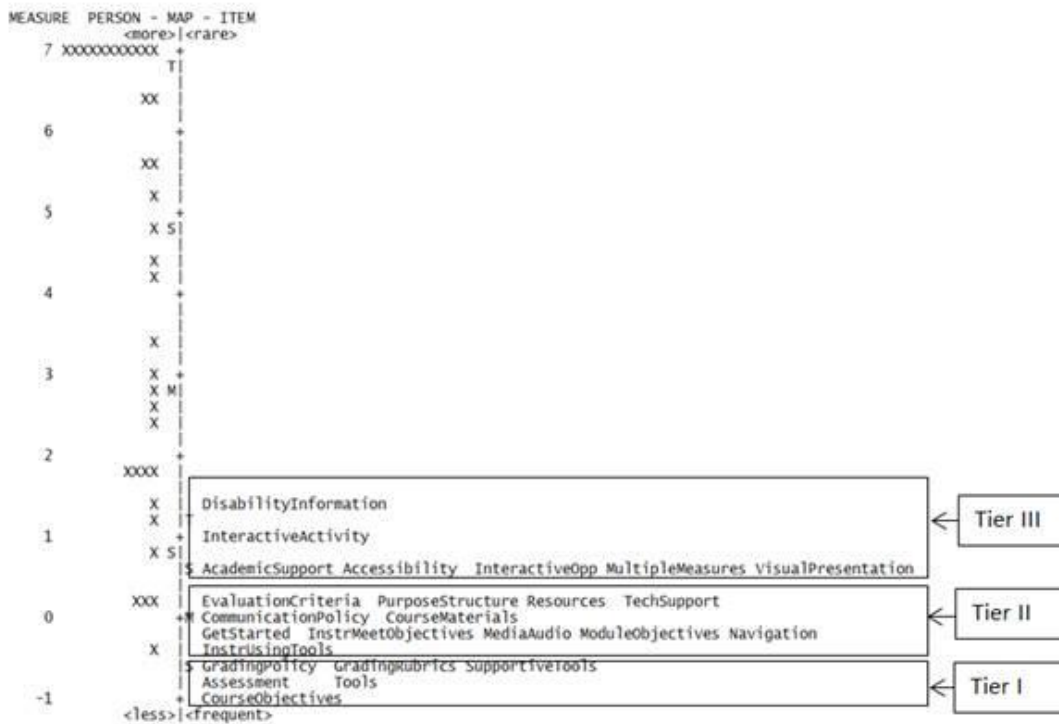 MEASURE PERSON - MAP - ITEM
<more>|<rare>
7 XXXXXXXXXXX +
T|
|
XX |
|
6 +
|
XX |
|
X |
5 +
X S|
|
X |
X |
4 +
|
|
X |
|
3 X +
X M|
X |
X |
|
2 +
XXXX |
|
X | DisabilityInformation
X |T
1 + InteractiveActivity
X S|
|S AcademicSupport Accessibility InteractiveOpp MultipleMeasures VisualPresentation
Tier III
|
XXX | EvaluationCriteria PurposeStructure Resources TechSupport
0 +M CommunicationPolicy CourseMaterials
| GetStarted InstrMeetObjectives MediaAudio ModuleObjectives Navigation
X | InstrUsingTools
Tier II
|S GradingPolicy GradingRubrics SupportiveTools
| Assessment Tools
-1 + CourseObjectives
Tier I
<less>|<frequent>